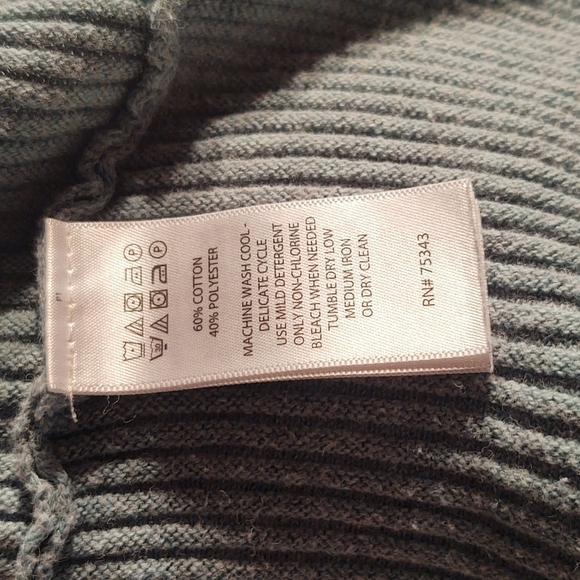 60% COTTON
40% POLYESTER
MACHINE WASH COOL -
DELICATE CYCLE
USE MILD DETERGENT
ONLY NON-CHLORINE
BLEACH WHEN NEEDED
TUMBLE DRY LOW
MEDIUM IRON
OR DRY CLEAN
RN# 75343